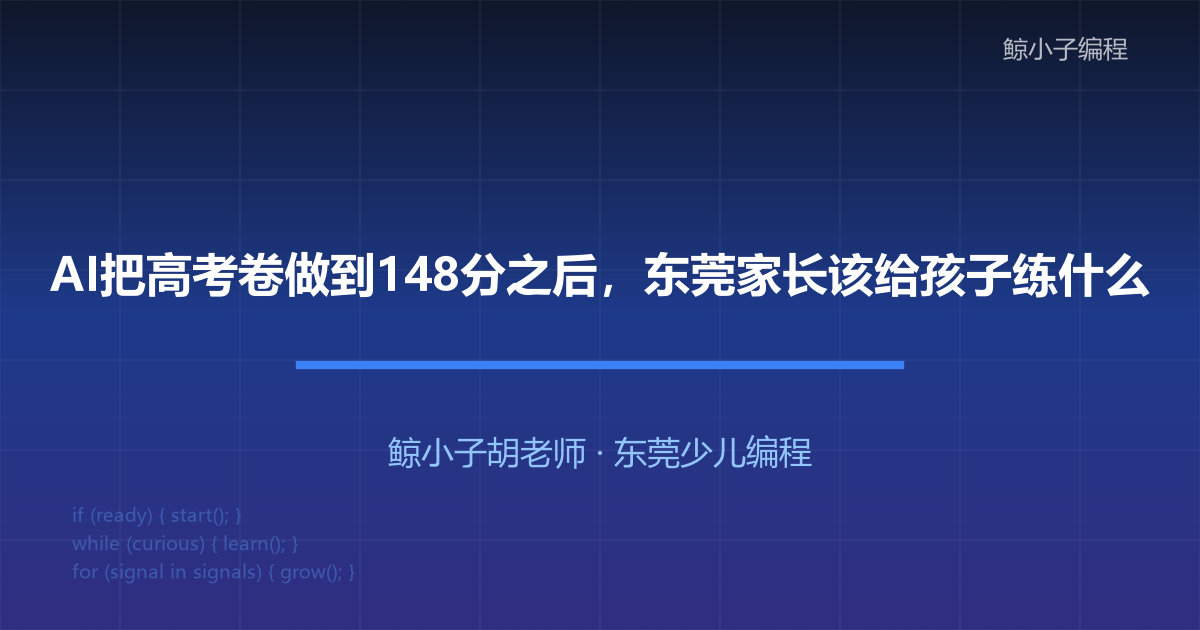 鲸小子编程
AI把高考卷做到148分之后，东莞家长该给孩子练什么
鲸小子胡老师 · 东莞少儿编程
if (ready) { start(); }
while (curious) { learn(); }
for (signal in signals) { grow(); }